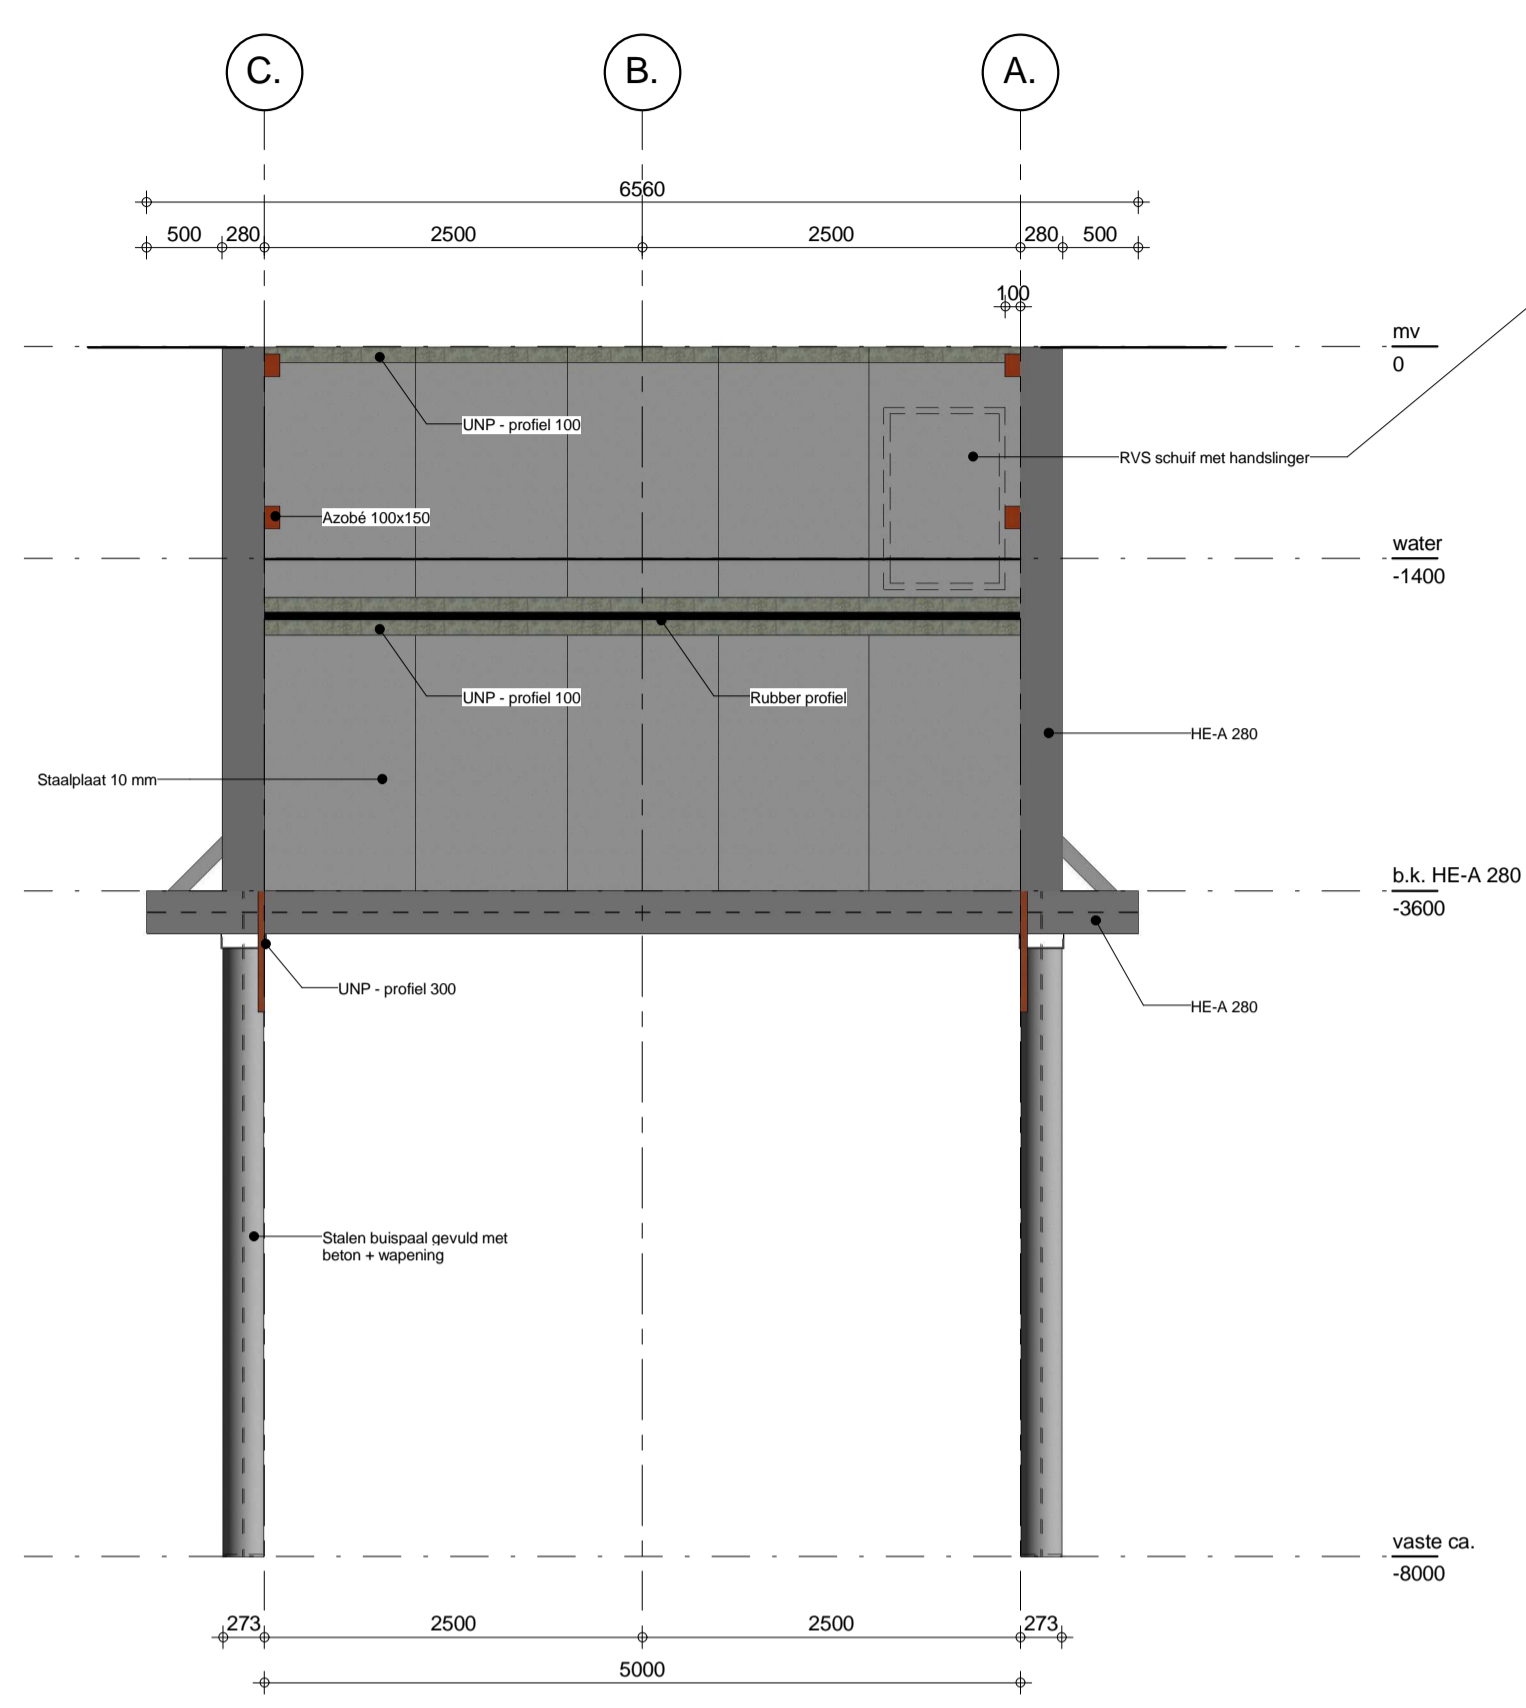 C.
B.
A.
6560
500
280
2500
2500
280
500
100
mv
0
UNP - profiel 100
RVS schuif met handslinger
Azobé 100x150
water
-1400
UNP - profiel 100
Rubber profiel
HE-A 280
Staalplaat 10 mm
b.k. HE-A 280
-3600
UNP - profiel 300
HE-A 280
Stalen buispaal gevuld met
beton + wapening
vaste ca.
-8000
273
2500
2500
273
5000